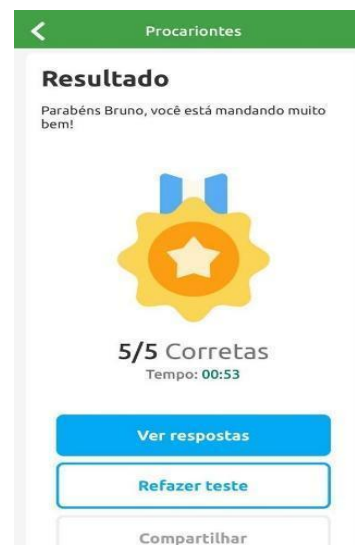 Procariontes
Resultado
Parabéns Bruno, você está mandando muito
bem!
5/5 Corretas
Tempo: 00:53
Ver respostas
Refazer teste
Compartilhar